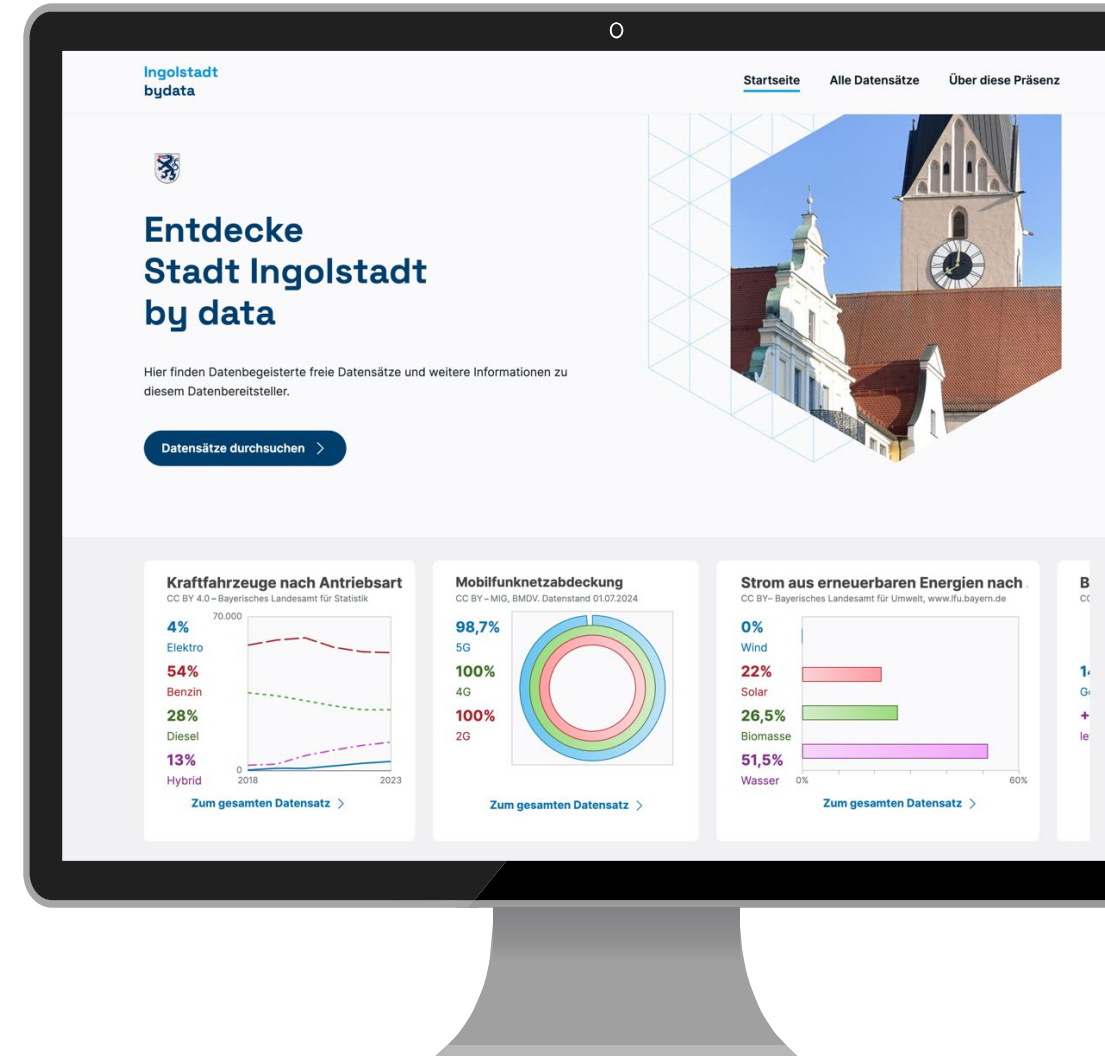 Ingolstadt
bydata
Startseite
Alle Datensätze
Über diese Präsenz
Entdecke
Stadt Ingolstadt
by data
Hier finden Datenbegeisterte freie Datensätze und weitere Informationen zu
diesem Datenbereitsteller.
Datensätze durchsuchen
Kraftfahrzeuge nach Antriebsart
CC BY 4.0 – Bayerisches Landesamt für Statistik
4%
Elektro
54%
Benzin
28%
Diesel
13%
Hybrid
70.000
0
2018
2023
Zum gesamten Datensatz
Mobilfunknetzabdeckung
CC BY – MIG, BMDV. Datenstand 01.07.2024
98,7%
5G
100%
4G
100%
2G
Zum gesamten Datensatz
Strom aus erneuerbaren Energien nach
CC BY– Bayerisches Landesamt für Umwelt, www.lfu.bayern.de
0%
Wind
22%
Solar
26,5%
Biomasse
51,5%
Wasser
0%
60%
Zum gesamten Datensatz